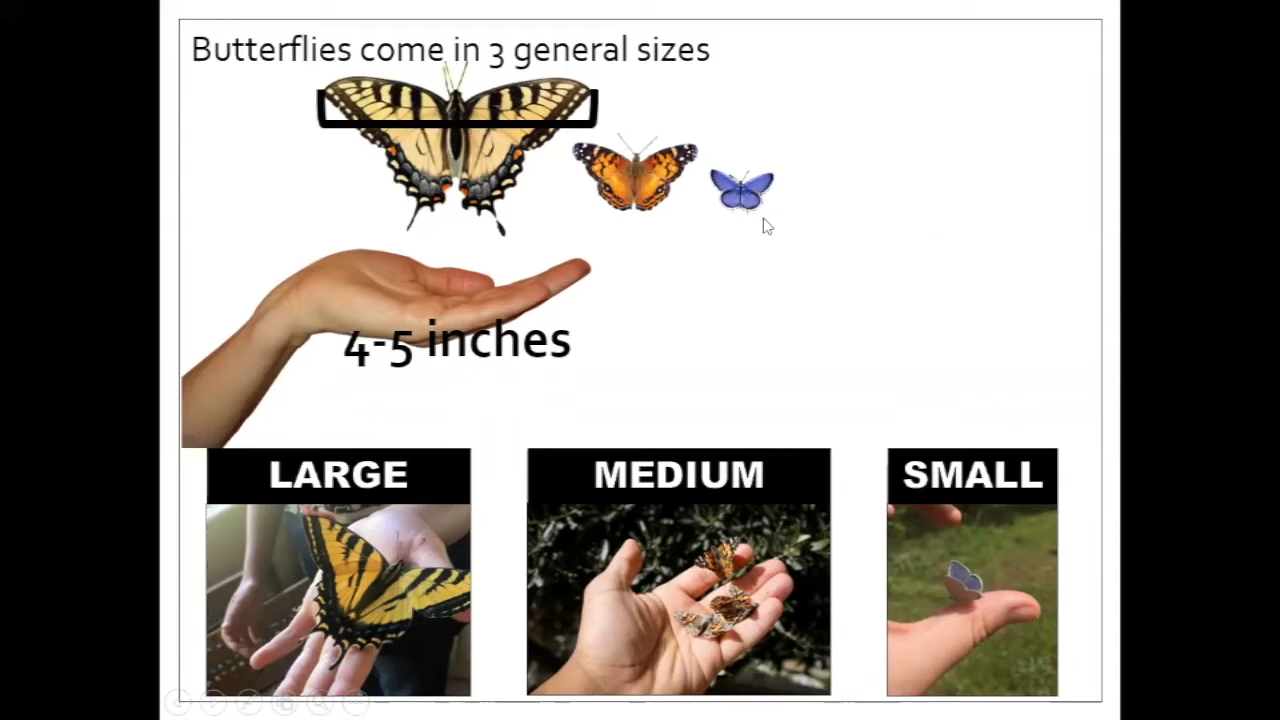 Butterflies come in 3 general sizes
4-5 inches
LARGE
MEDIUM
SMALL